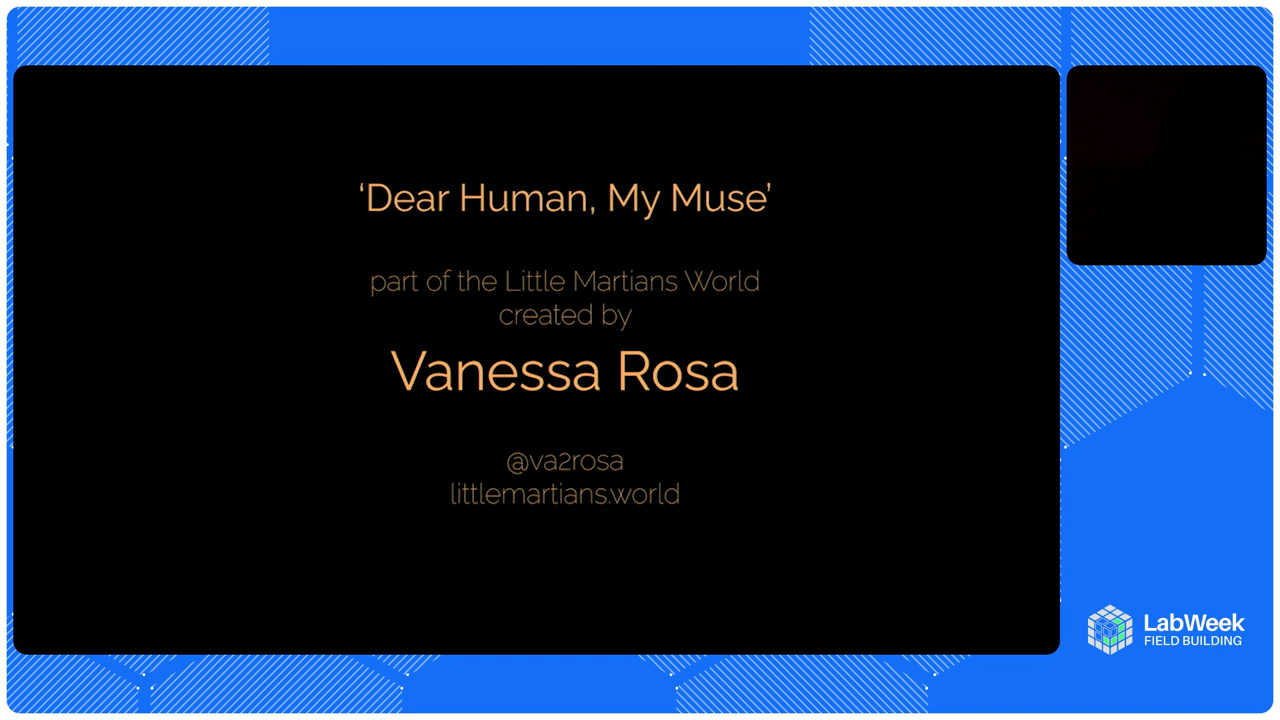 ‘Dear Human, My Muse’
part of the Little Martians World
created by
Vanessa Rosa
@va2rosa
littlemartians.world
LabWeek
FIELD BUILDING